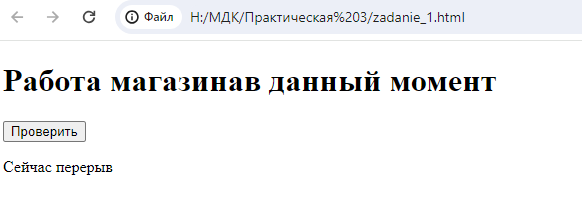 Файл H:/МДК/Практическая%203/zadanie_1.html
Работа магазинав данный момент
Проверить
Сейчас перерыв